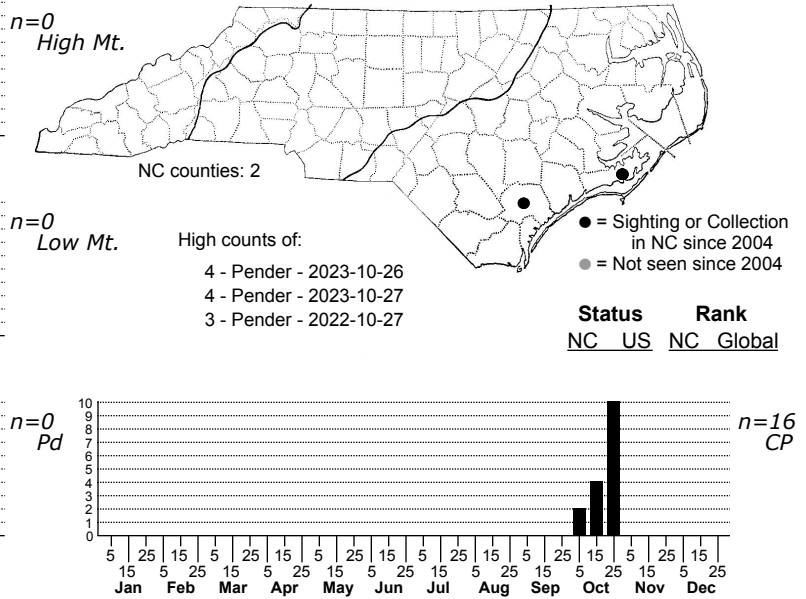 n=0
High Mt.
NC counties: 2
n=0
Low Mt.
High counts of:
4 - Pender - 2023-10-26
4 - Pender - 2023-10-27
3 - Pender - 2022-10-27
● = Sighting or Collection
in NC since 2004
● = Not seen since 2004
Status Rank
NC US NC Global
n=0
Pd
n=16
CP
10
9
8
7
6
5
4
3
2
1
0
5 25 15 5 25 15 5 25 15 5 25 15 5 25 15 5 25 15
15 5 25 15 5 25 15 5 25 15 5 25 15 5 25 15 5 25
Jan Feb Mar Apr May Jun Jul Aug Sep Oct Nov Dec